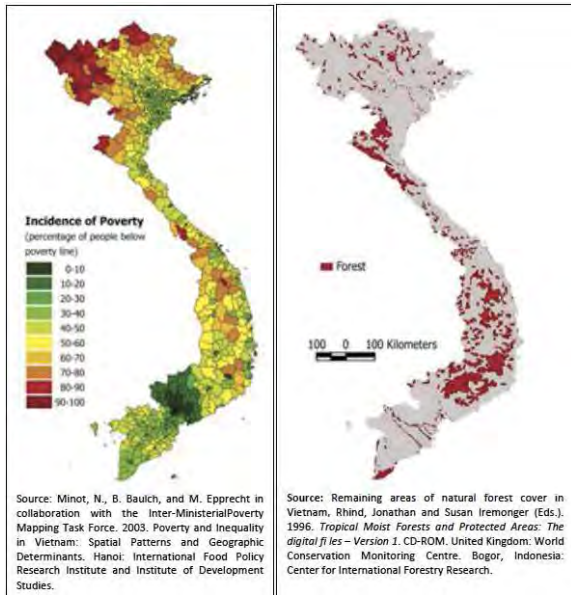 Incidence of Poverty
(percentage of people below
poverty line)
0-10
10-20
20-30
30-40
40-50
50-60
60-70
70-80
80-90
90-100
Source: Minot, N., B. Baulch, and M. Epprecht in
collaboration with the Inter-MinisterialPoverty
Mapping Task Force. 2003. Poverty and Inequality
in Vietnam: Spatial Patterns and Geographic
Determinants. Hanoi: International Food Policy
Research Institute and Institute of Development
Studies.
Forest
100 0 100 Kilometers
Source: Remaining areas of natural forest cover in
Vietnam, Rhind, Jonathan and Susan Iremonger (Eds.).
1996. Tropical Moist Forests and Protected Areas: The
digital fi les – Version 1. CD-ROM. United Kingdom: World
Conservation Monitoring Centre. Bogor, Indonesia:
Center for International Forestry Research.